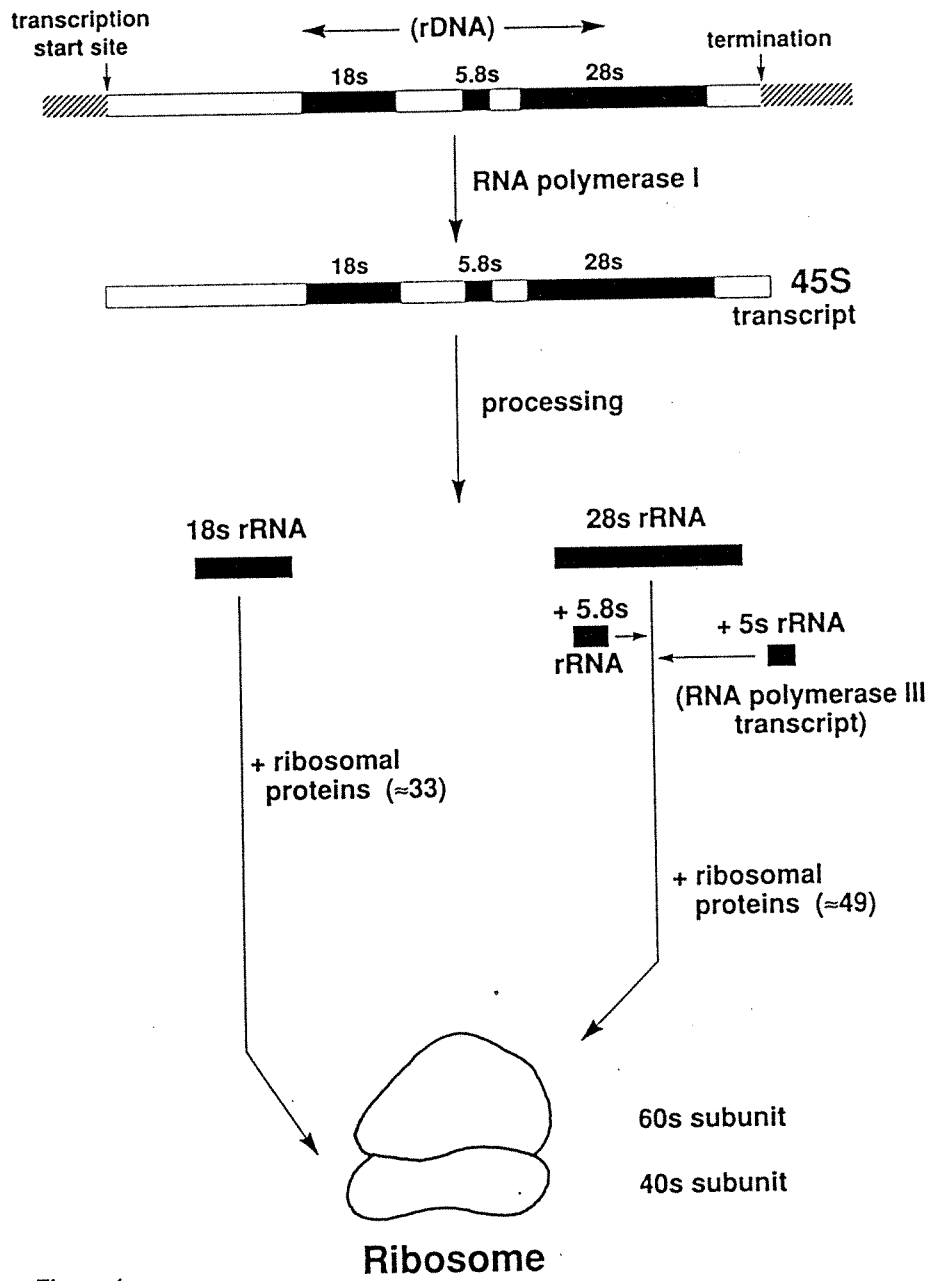 transcription
start site
(rDNA)
termination
18s
5.8s
28s
RNA polymerase I
18s
5.8s
28s
45S
transcript
processing
18s rRNA
28s rRNA
+ 5.8s
rRNA
+ 5s rRNA
(RNA polymerase III
transcript)
+ ribosomal
proteins (≈33)
+ ribosomal
proteins (≈49)
60s subunit
40s subunit
Ribosome